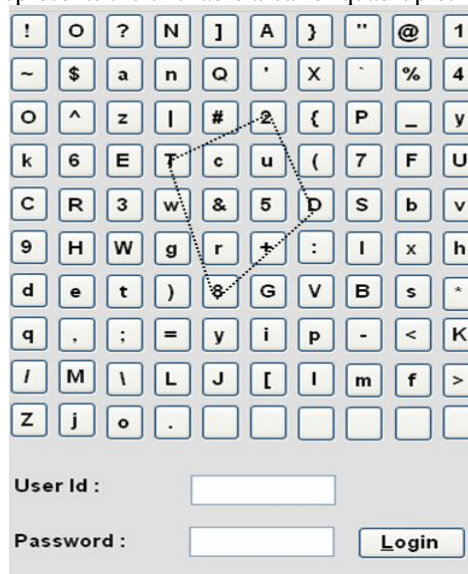 ! O ? N ] A } " @ 1
~ $ a n Q ' X ` % 4
O ^ z | # 2 { P _ y
k 6 E T c u ( 7 F U
C R 3 w & 5 D S b v
9 H W g r + : I x h
d e t ) 8 G V B s *
q , ; = y i p - < K
/ M \ L J [ I m f >
Z j o .
User Id :
Password :
Login